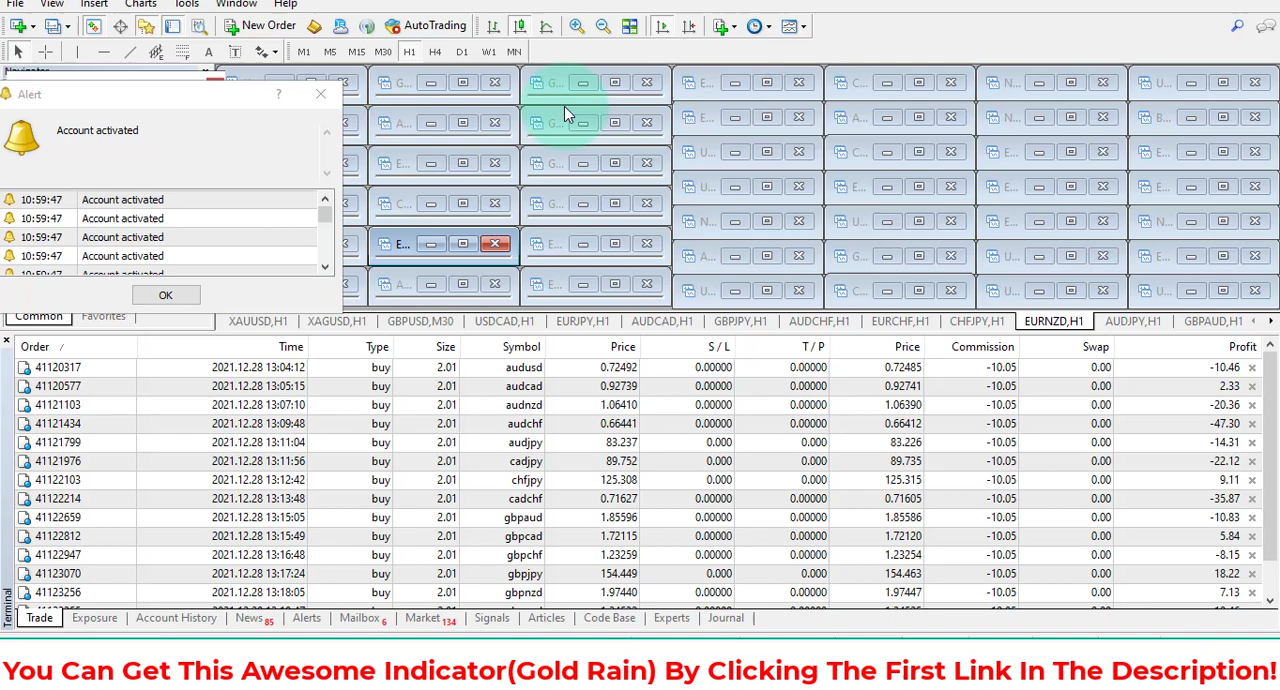 File View Insert Charts Tools Window Help
New Order AutoTrading
A T M1 M5 M15 M30 H1 H4 D1 W1 MN
Navigator
Alert ? 
Account activated
10:59:47 Account activated
10:59:47 Account activated
10:59:47 Account activated
10:59:47 Account activated
10:59:47 Account activated
OK
G... G... E... C... N... U...
A... G... E... A... N... B...
E... G... U... C... E... E...
C... G... U... E... E... E...
E... E... N... U... E... N...
A... E... A... G... U... E...
U... C... E... U...
Common Favorites
XAUUSD,H1 XAGUSD,H1 GBPUSD,M30 USDCAD,H1 EURJPY,H1 AUDCAD,H1 GBPJPY,H1 AUDCHF,H1 EURCHF,H1 CHFJPY,H1 EURNZD,H1 AUDJPY,H1 GBPAUD,H1
Order / Time Type Size Symbol Price S / L T / P Price Commission Swap Profit
41120317 2021.12.28 13:04:12 buy 2.01 audusd 0.72492 0.00000 0.00000 0.72485 -10.05 0.00 -10.46
41120577 2021.12.28 13:05:15 buy 2.01 audcad 0.92739 0.00000 0.00000 0.92741 -10.05 0.00 2.33
41121103 2021.12.28 13:07:10 buy 2.01 audnzd 1.06410 0.00000 0.00000 1.06390 -10.05 0.00 -20.36
41121434 2021.12.28 13:09:48 buy 2.01 audchf 0.66441 0.00000 0.00000 0.66412 -10.05 0.00 -47.30
41121799 2021.12.28 13:11:04 buy 2.01 audjpy 83.237 0.000 0.000 83.226 -10.05 0.00 -14.31
41121976 2021.12.28 13:11:56 buy 2.01 cadjpy 89.752 0.000 0.000 89.735 -10.05 0.00 -22.12
41122103 2021.12.28 13:12:42 buy 2.01 chfjpy 125.308 0.000 0.000 125.315 -10.05 0.00 9.11
41122214 2021.12.28 13:13:48 buy 2.01 cadchf 0.71627 0.00000 0.00000 0.71605 -10.05 0.00 -35.87
41122659 2021.12.28 13:15:05 buy 2.01 gbpaud 1.85596 0.00000 0.00000 1.85586 -10.05 0.00 -10.83
41122812 2021.12.28 13:15:49 buy 2.01 gbpcad 1.72115 0.00000 0.00000 1.72120 -10.05 0.00 5.84
41122947 2021.12.28 13:16:48 buy 2.01 gbpchf 1.23259 0.00000 0.00000 1.23254 -10.05 0.00 -8.15
41123070 2021.12.28 13:17:24 buy 2.01 gbpjpy 154.449 0.000 0.000 154.463 -10.05 0.00 18.22
41123256 2021.12.28 13:18:01 buy 2.01 gbpnzd 1.97440 0.00000 0.00000 1.97447 -10.05 0.00 7.13
Terminal
Trade Exposure Account History News 85 Alerts Mailbox 6 Market 134 Signals Articles Code Base Experts Journal
You Can Get This Awesome Indicator(Gold Rain) By Clicking The First Link In The Description!